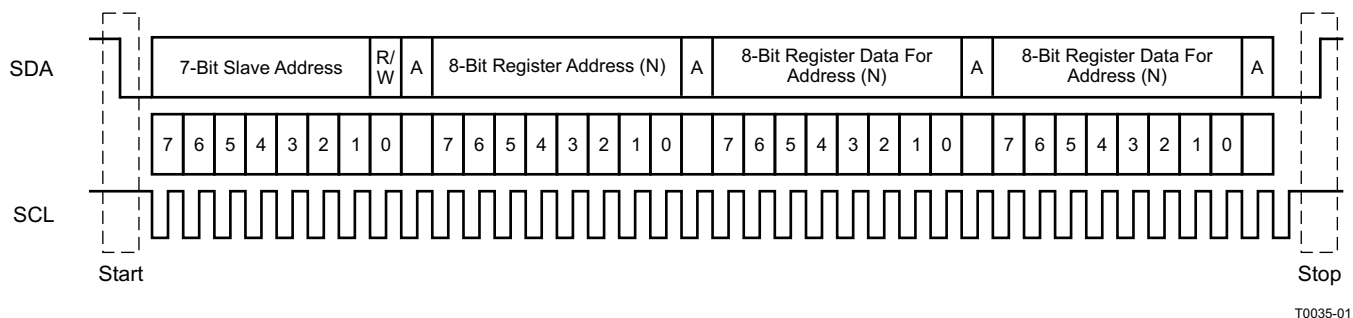 SDA
7-Bit Slave Address
R/
W
A
8-Bit Register Address (N)
A
8-Bit Register Data For
Address (N)
A
8-Bit Register Data For
Address (N)
A
7 6 5 4 3 2 1 0 7 6 5 4 3 2 1 0 7 6 5 4 3 2 1 0 7 6 5 4 3 2 1 0
SCL
Start
Stop
T0035-01